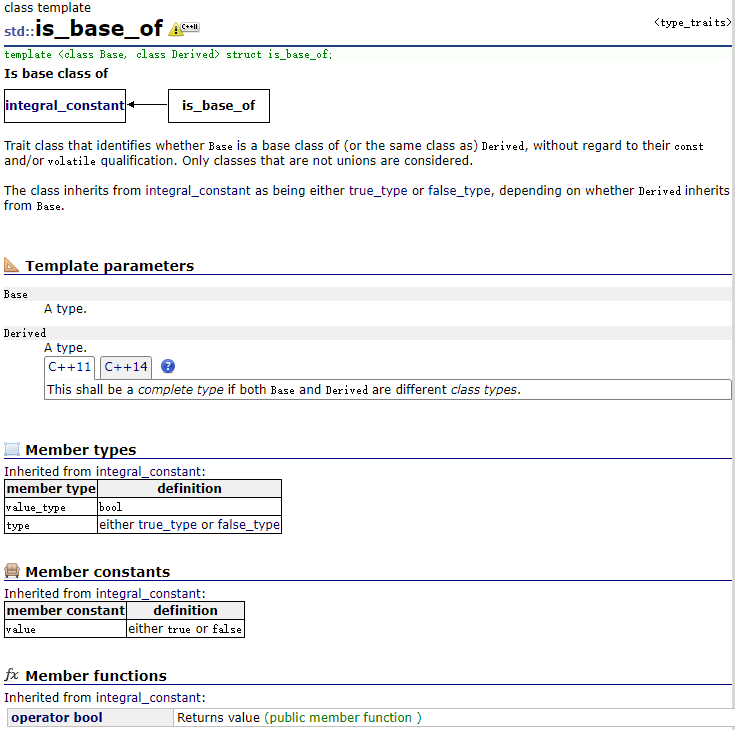 class template
<type_traits>
std::is_base_of C++11
template <class Base, class Derived> struct is_base_of;
Is base class of
integral_constant is_base_of
Trait class that identifies whether Base is a base class of (or the same class as) Derived, without regard to their const
and/or volatile qualification. Only classes that are not unions are considered.
The class inherits from integral_constant as being either true_type or false_type, depending on whether Derived inherits
from Base.
Template parameters
Base
A type.
Derived
A type.
C++11 C++14 ?
This shall be a complete type if both Base and Derived are different class types.
Member types
Inherited from integral_constant:
member type definition
value_type bool
type either true_type or false_type
Member constants
Inherited from integral_constant:
member constant definition
value either true or false
fx Member functions
Inherited from integral_constant:
operator bool Returns value (public member function )